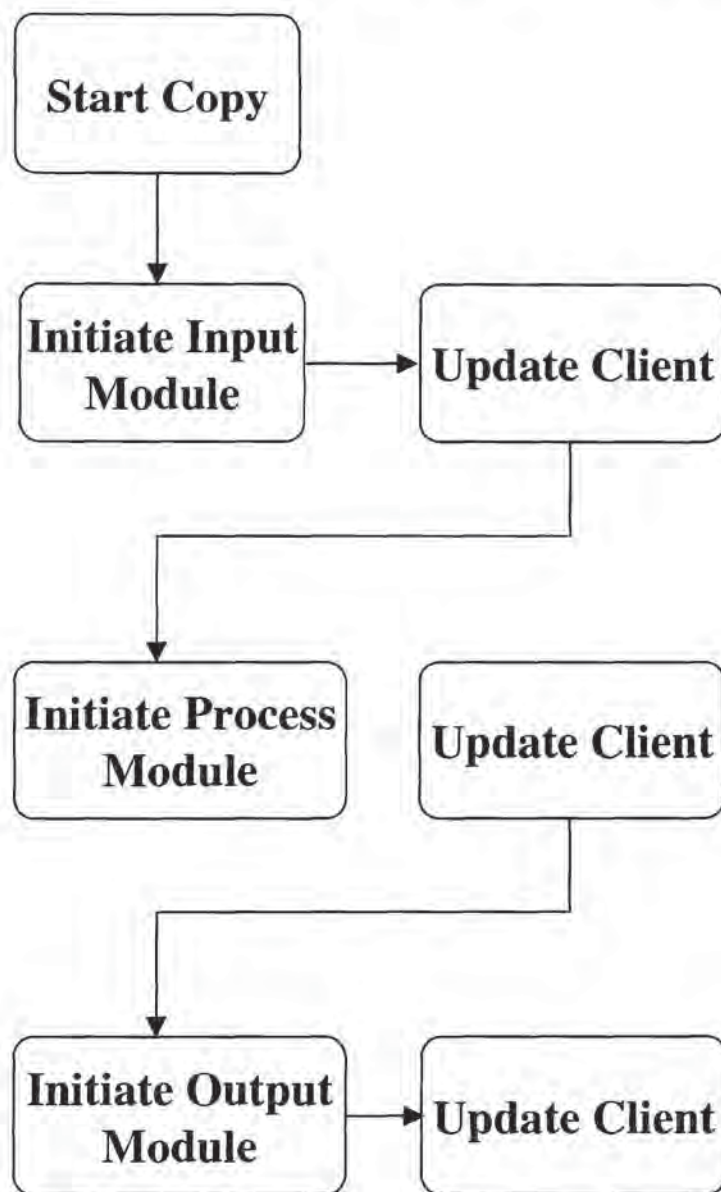 Start Copy
Initiate Input
Module
Update Client
Initiate Process
Module
Update Client
Initiate Output
Module
Update Client